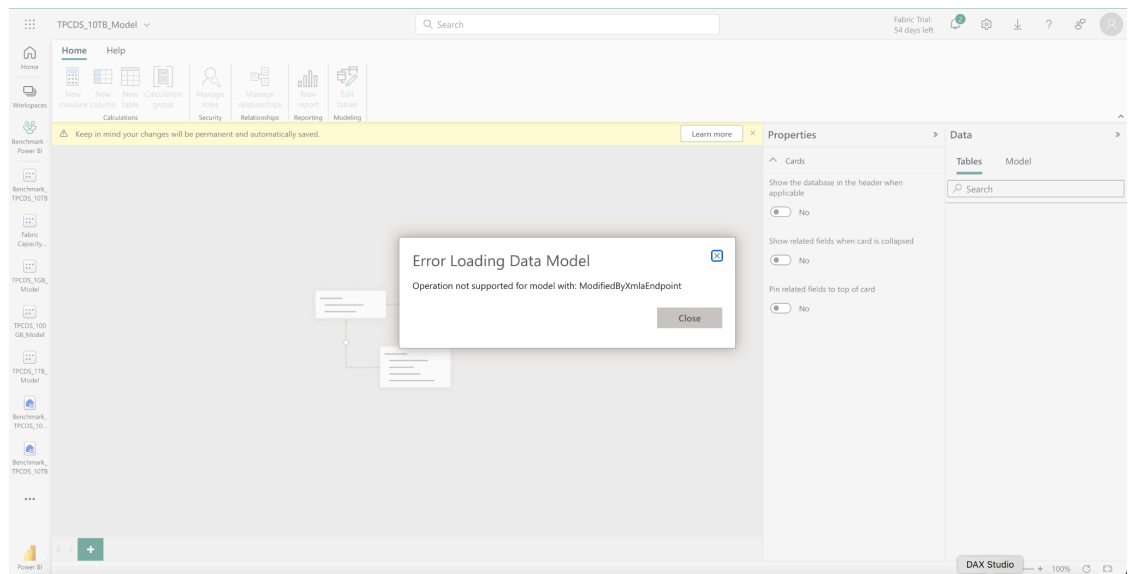 TPCDS_10TB_Model
Search
Fabric Trial:
54 days left
2
?
Home
Help
Home
Workspaces
Benchmark - Power BI
Benchmark_
TPCDS_10TB
Fabric
Capacity...
TPCDS_1GB_
Model
TPCDS_100
GB_Model
TPCDS_1TB_
Model
Benchmark_
TPCDS_10...
Benchmark_
TPCDS_10TB
Power BI
New measure
New column
New table
Calculation group
Manage roles
Manage relationships
New report
Edit tables
Calculations
Security
Relationships
Reporting
Modeling
Keep in mind your changes will be permanent and automatically saved.
Learn more
Error Loading Data Model
Operation not supported for model with: ModifiedByXmlaEndpoint
Close
Properties
Cards
Show the database in the header when
applicable
No
Show related fields when card is collapsed
No
Pin related fields to top of card
No
Data
Tables
Model
Search
DAX Studio
100%